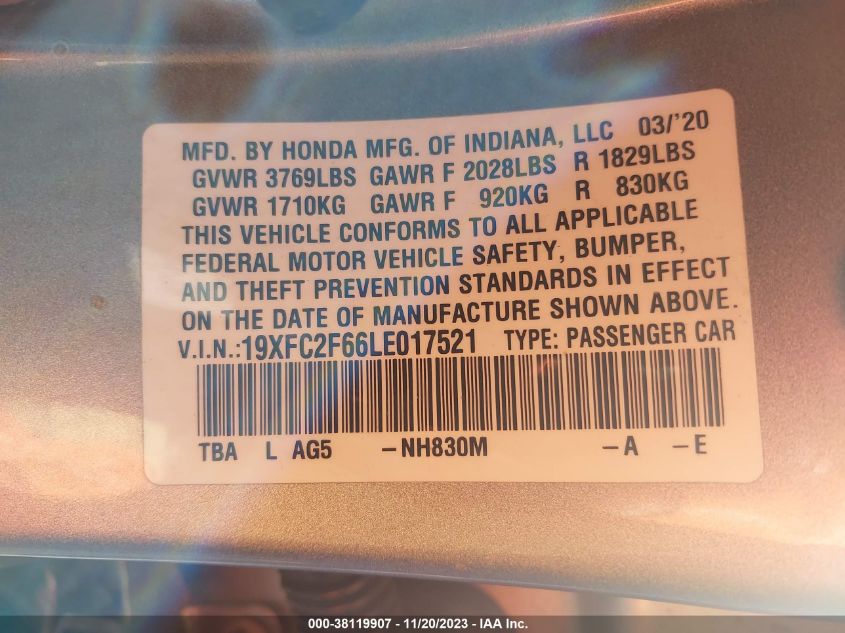 MFD. BY HONDA MFG. OF INDIANA, LLC 03/'20
GVWR 3769LBS GAWR F 2028LBS R 1829LBS
GVWR 1710KG GAWR F 920KG R 830KG
THIS VEHICLE CONFORMS TO ALL APPLICABLE
FEDERAL MOTOR VEHICLE SAFETY, BUMPER,
AND THEFT PREVENTION STANDARDS IN EFFECT
ON THE DATE OF MANUFACTURE SHOWN ABOVE.
V.I.N.:19XFC2F66LE017521 TYPE: PASSENGER CAR
TBA L AG5 -NH830M -A -E
000-38119907 - 11/20/2023 - IAA Inc.